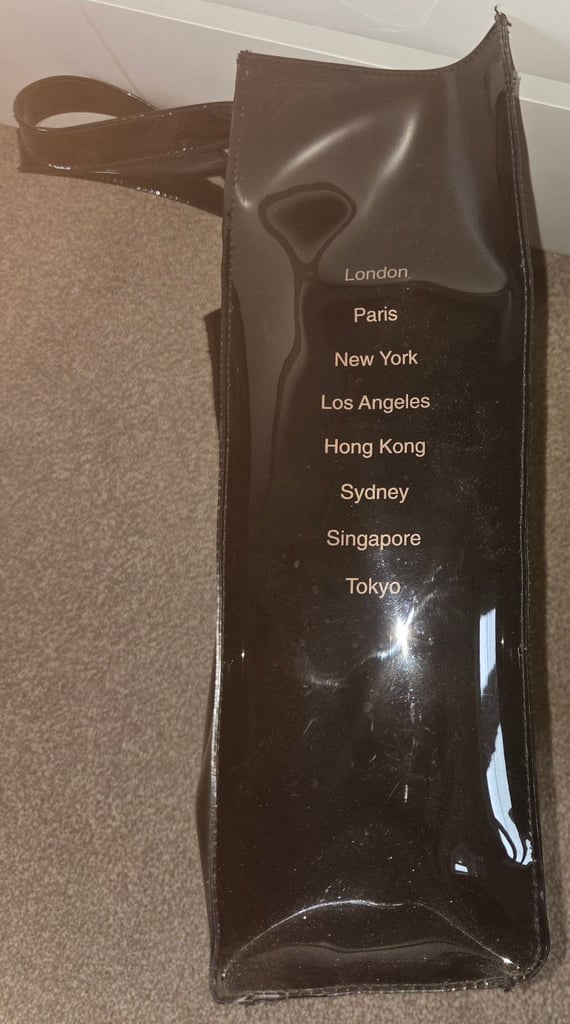 London
Paris
New York
Los Angeles
Hong Kong
Sydney
Singapore
Tokyo